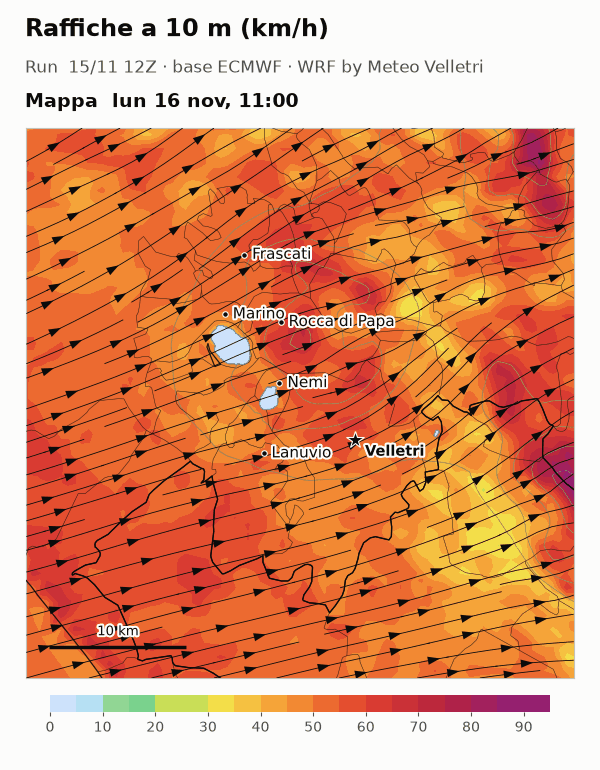 Raffiche a 10 m (km/h)
Run  15/11 12Z · base ECMWF · WRF by Meteo Velletri
Mappa  lun 16 nov, 11:00
Frascati
Marino
Rocca di Papa
Nemi
Velletri
Lanuvio
10 km
0 10 20 30 40 50 60 70 80 90